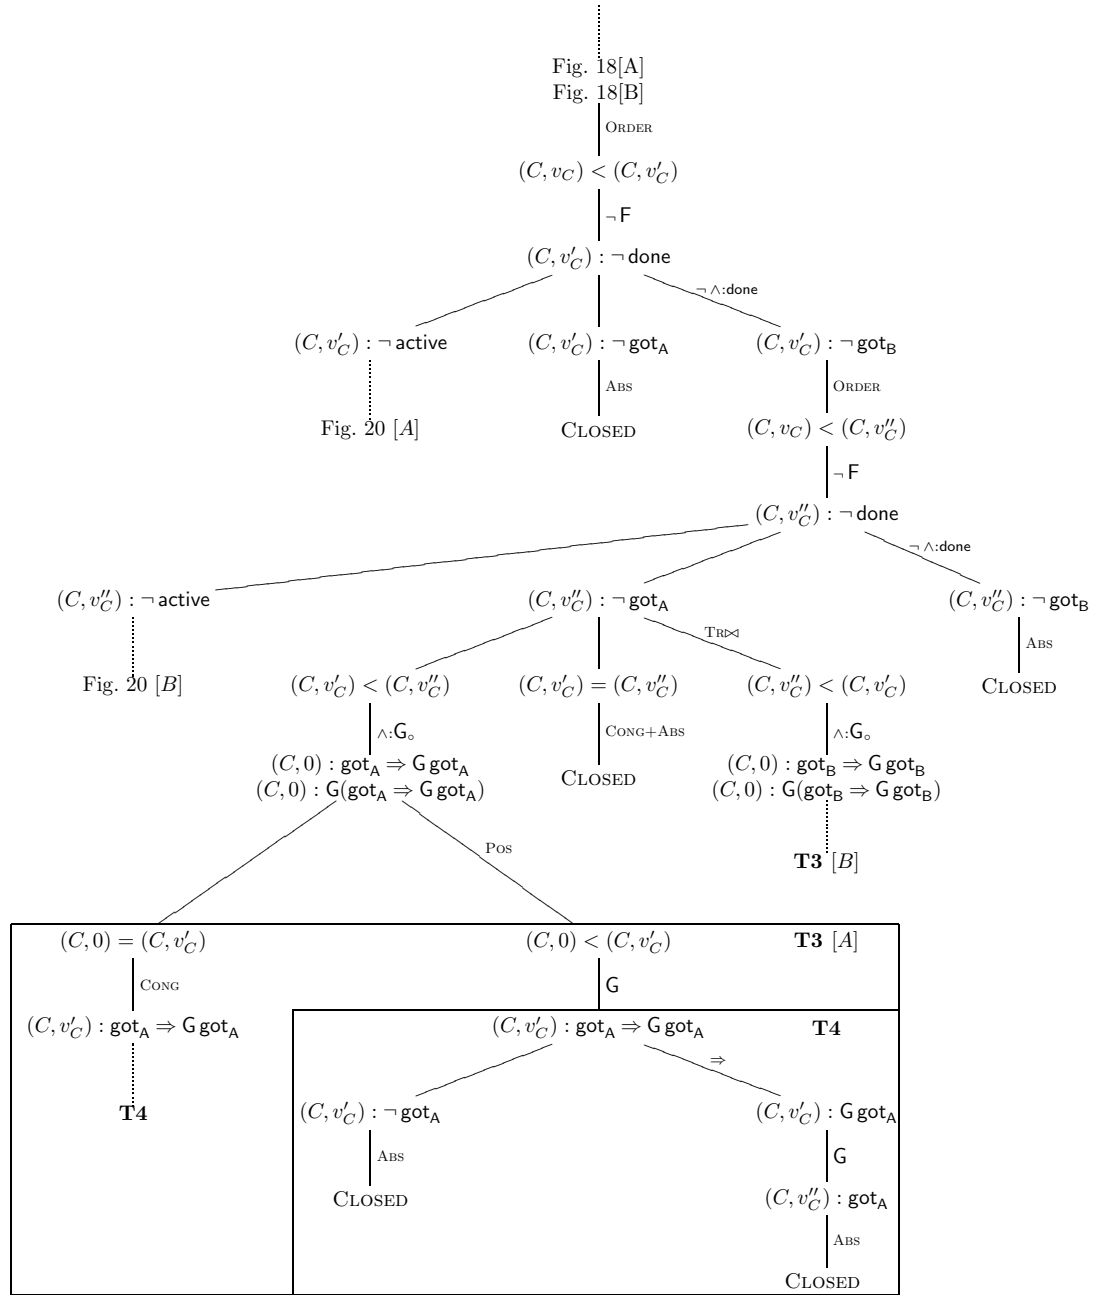 Fig. 18[A]
Fig. 18[B]
ORDER
(C, v_C) < (C, v′_C)
¬ F
(C, v′_C) : ¬ done
¬ ∧:done
(C, v′_C) : ¬ active (C, v′_C) : ¬ got_A (C, v′_C) : ¬ got_B
ABS ORDER
Fig. 20 [A] CLOSED (C, v_C) < (C, v″_C)
¬ F
(C, v″_C) : ¬ done
¬ ∧:done
(C, v″_C) : ¬ active (C, v″_C) : ¬ got_A (C, v″_C) : ¬ got_B
TR⋈ ABS
Fig. 20 [B] (C, v′_C) < (C, v″_C) (C, v′_C) = (C, v″_C) (C, v″_C) < (C, v′_C) CLOSED
∧:G∘ CONG+ABS ∧:G∘
(C, 0) : got_A ⇒ G got_A CLOSED (C, 0) : got_B ⇒ G got_B
(C, 0) : G(got_A ⇒ G got_A) (C, 0) : G(got_B ⇒ G got_B)
POS
T3 [B]
(C, 0) = (C, v′_C) (C, 0) < (C, v′_C) T3 [A]
CONG G
(C, v′_C) : got_A ⇒ G got_A (C, v′_C) : got_A ⇒ G got_A T4
⇒
T4 (C, v′_C) : ¬ got_A (C, v′_C) : G got_A
ABS G
CLOSED (C, v″_C) : got_A
ABS
CLOSED